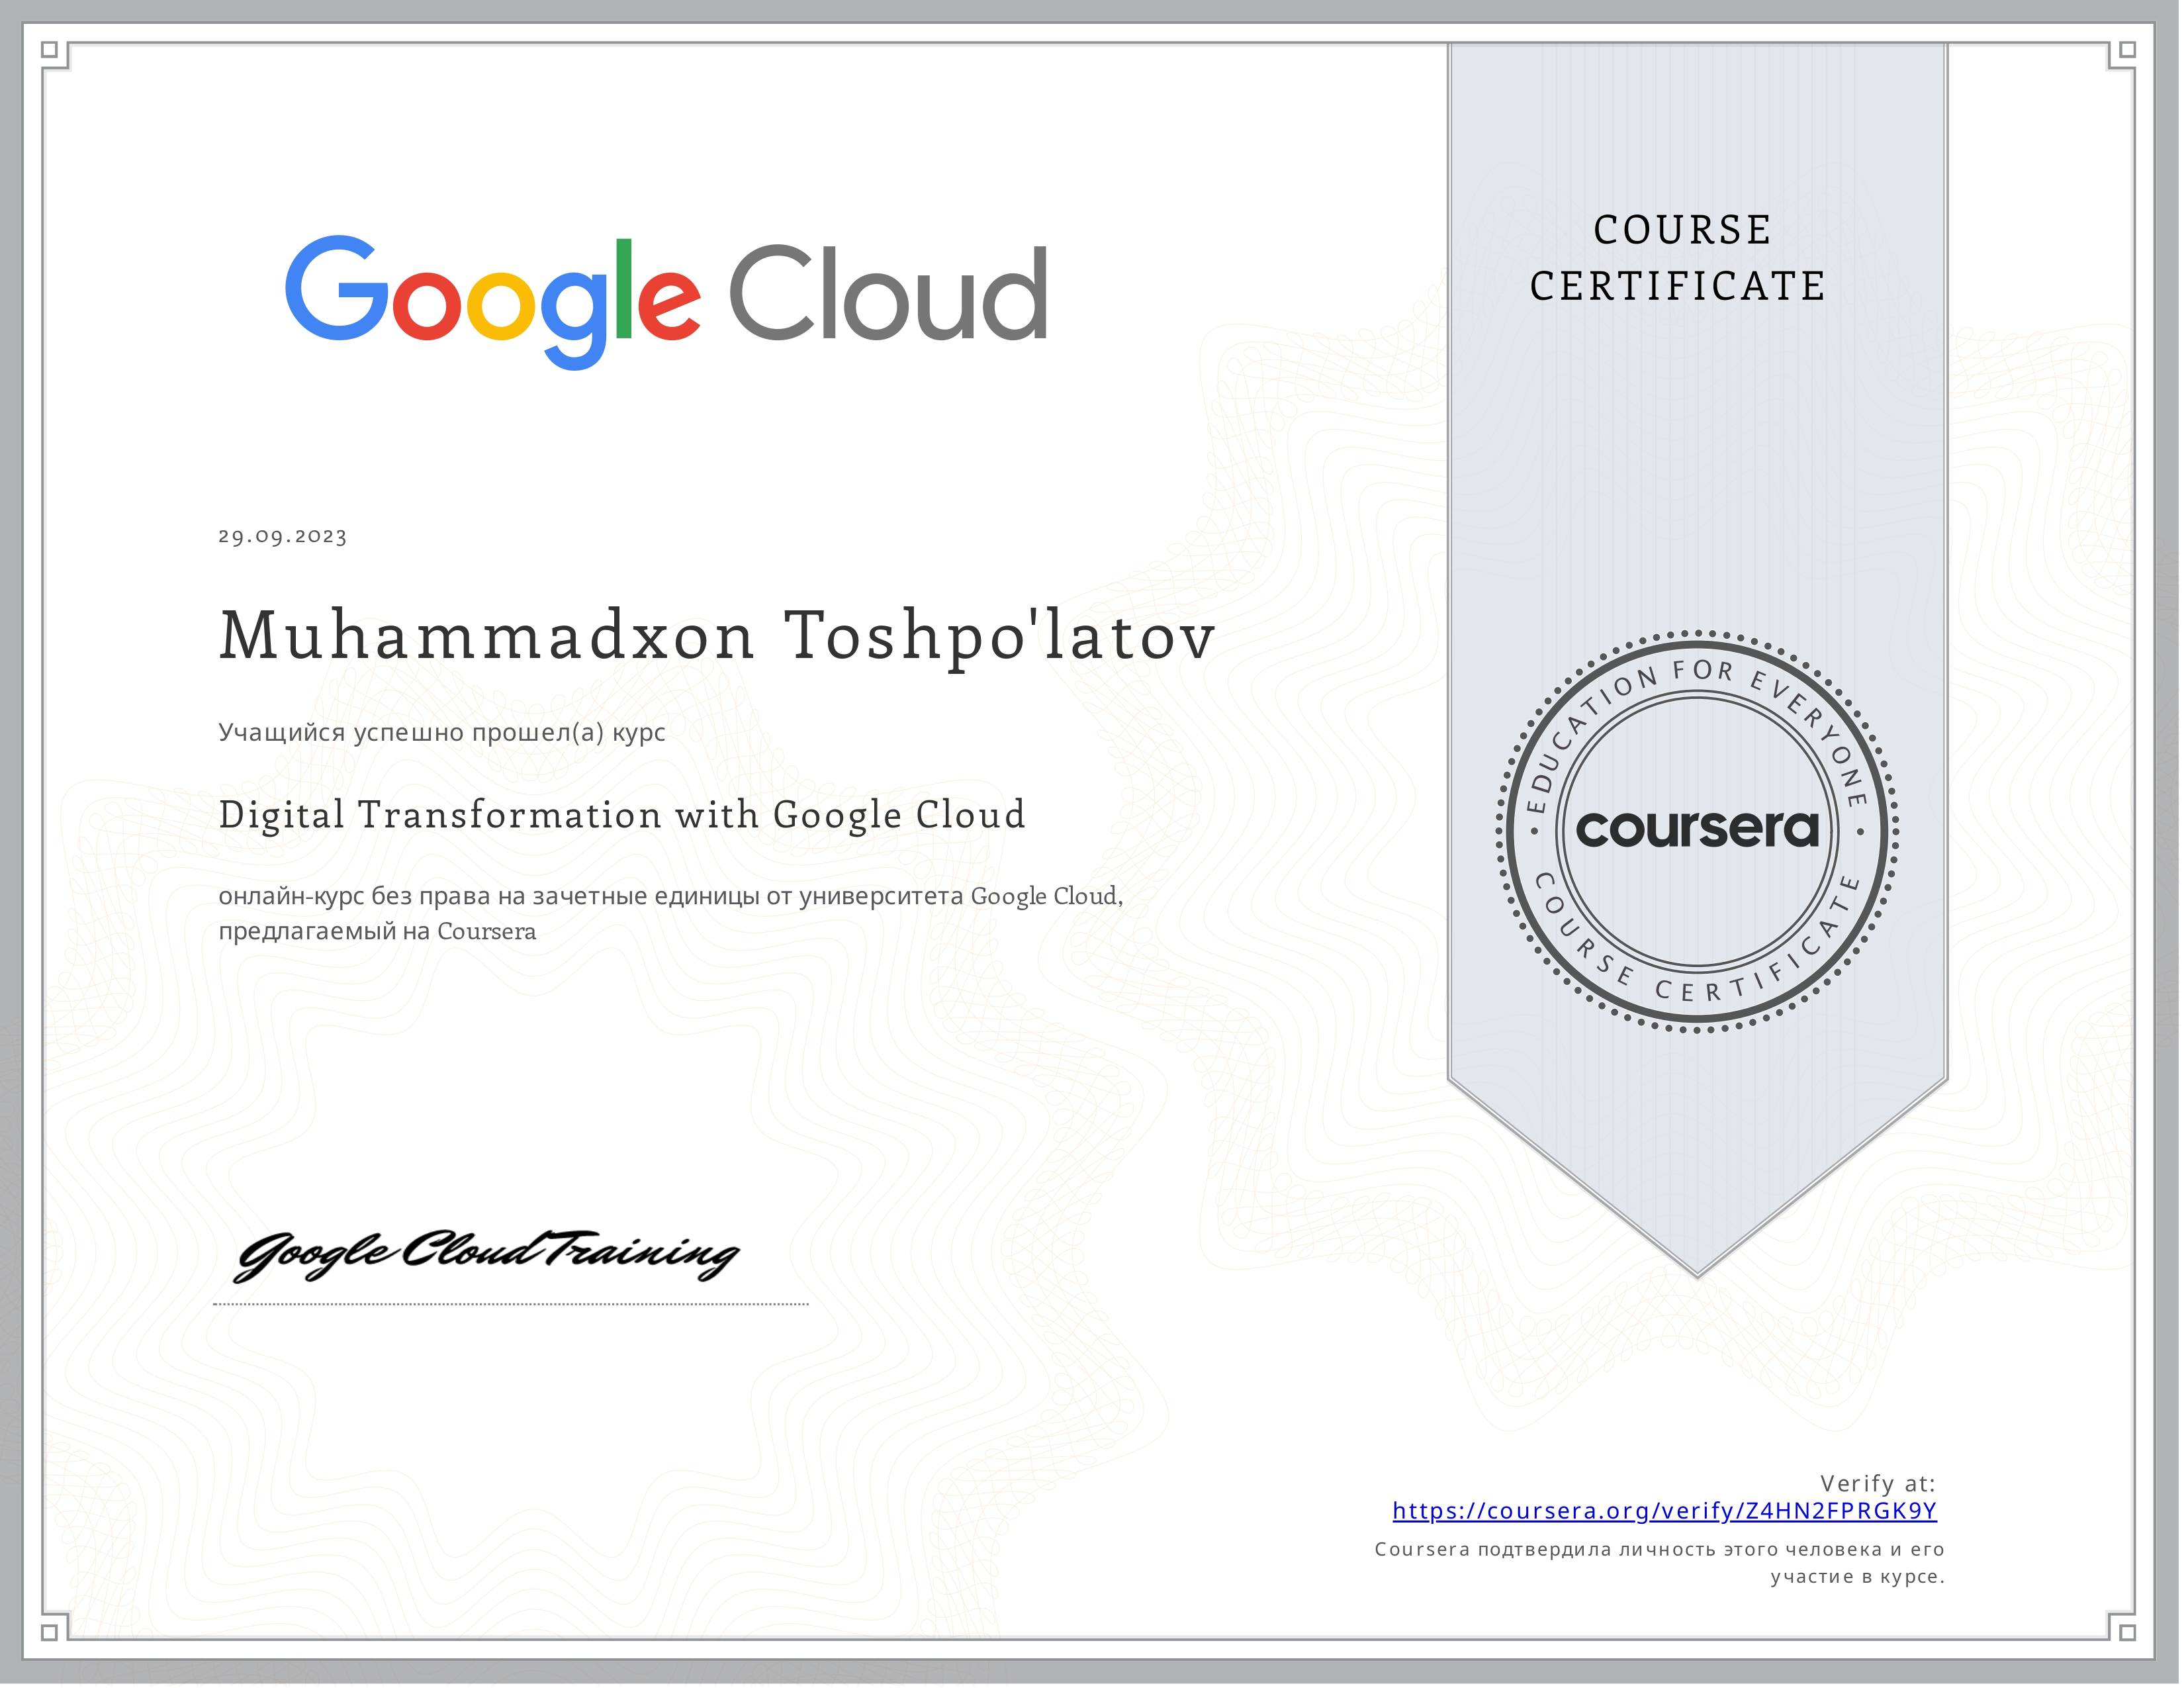 Google Cloud
COURSE
CERTIFICATE
29.09.2023
Muhammadxon Toshpo'latov
Учащийся успешно прошел(а) курс
Digital Transformation with Google Cloud
онлайн-курс без права на зачетные единицы от университета Google Cloud,
предлагаемый на Coursera
EDUCATION FOR EVERYONE
coursera
COURSE CERTIFICATE
Google Cloud Training
Verify at:
https://coursera.org/verify/Z4HN2FPRGK9Y
Coursera подтвердила личность этого человека и его
участие в курсе.